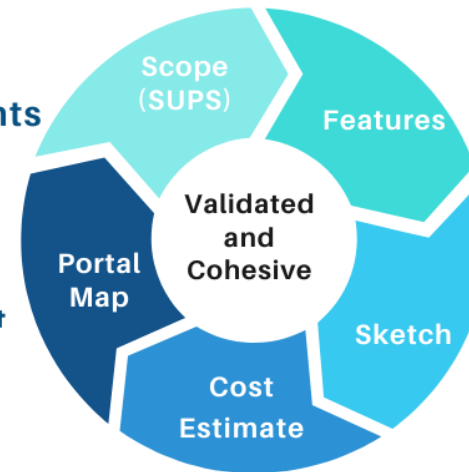 Scope
(SUPS)
Features
Validated
and
Cohesive
Portal
Map
Sketch
Cost
Estimate